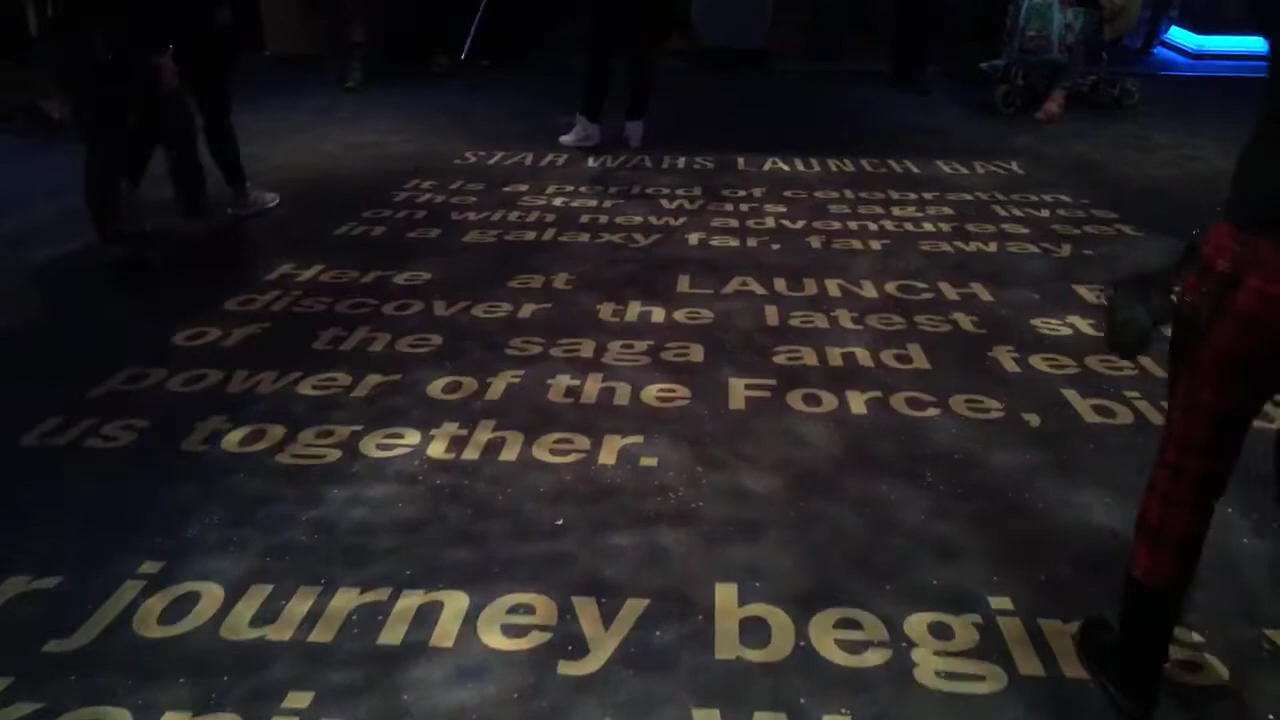 STAR WARS LAUNCH BAY
It is a period of celebration.
The Star Wars saga lives
on with new adventures set
in a galaxy far, far away.
Here at LAUNCH
discover the latest
of the saga and feel
power of the Force,
us together.
journey begins